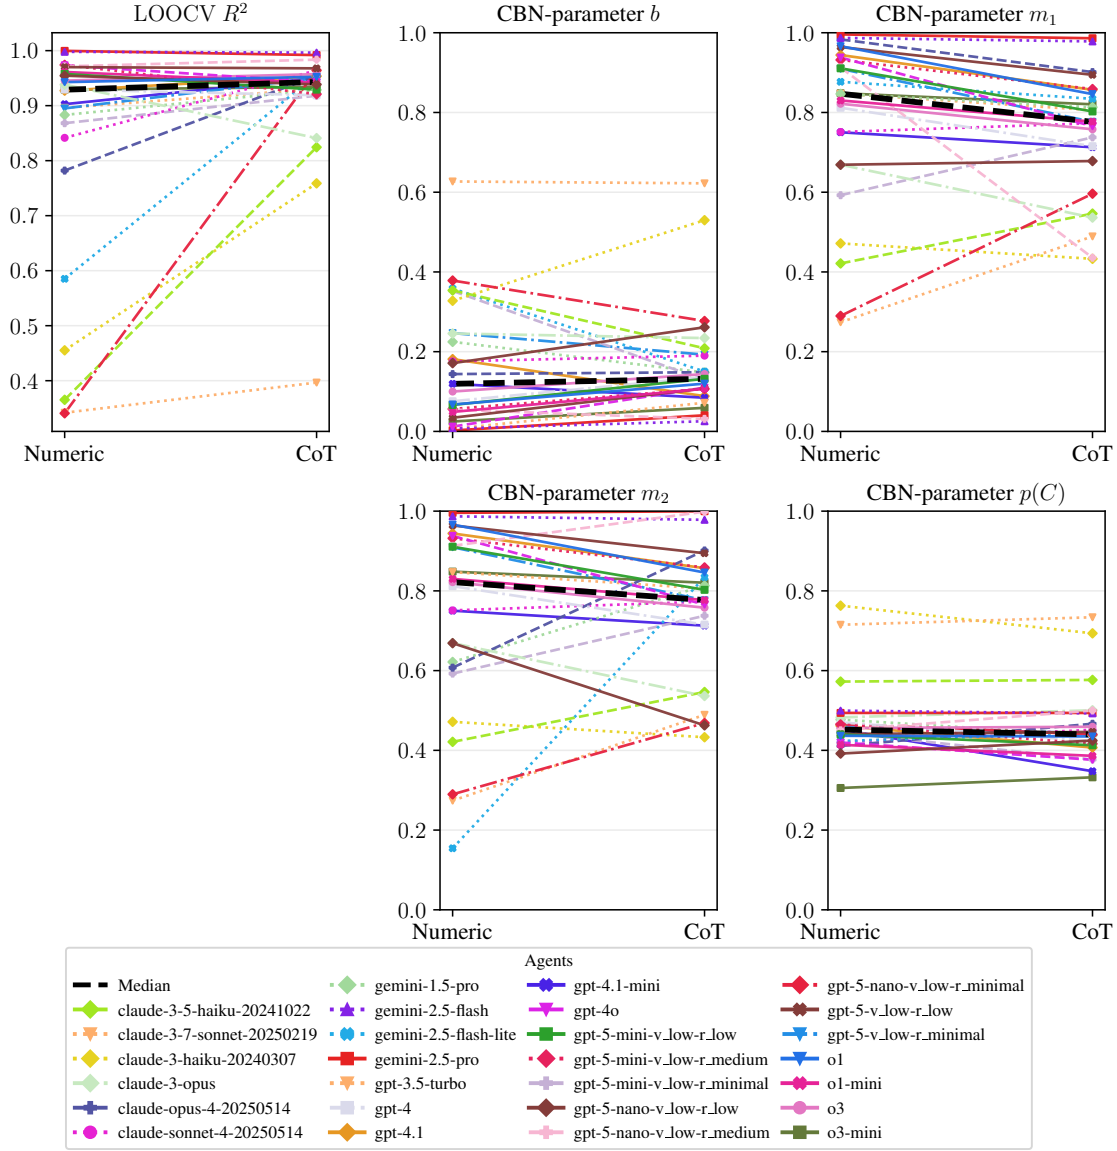 LOOCV R²
1.0
0.9
0.8
0.7
0.6
0.5
0.4
Numeric
CoT
CBN-parameter b
1.0
0.8
0.6
0.4
0.2
0.0
Numeric
CoT
CBN-parameter m₁
1.0
0.8
0.6
0.4
0.2
0.0
Numeric
CoT
CBN-parameter m₂
1.0
0.8
0.6
0.4
0.2
0.0
Numeric
CoT
CBN-parameter p(C)
1.0
0.8
0.6
0.4
0.2
0.0
Numeric
CoT
Agents
Median
claude-3-5-haiku-20241022
claude-3-7-sonnet-20250219
claude-3-haiku-20240307
claude-3-opus
claude-opus-4-20250514
claude-sonnet-4-20250514
gemini-1.5-pro
gemini-2.5-flash
gemini-2.5-flash-lite
gemini-2.5-pro
gpt-3.5-turbo
gpt-4
gpt-4.1
gpt-4.1-mini
gpt-4o
gpt-5-mini-v_low-r_low
gpt-5-mini-v_low-r_medium
gpt-5-mini-v_low-r_minimal
gpt-5-nano-v_low-r_low
gpt-5-nano-v_low-r_medium
gpt-5-nano-v_low-r_minimal
gpt-5-v_low-r_low
gpt-5-v_low-r_minimal
o1
o1-mini
o3
o3-mini